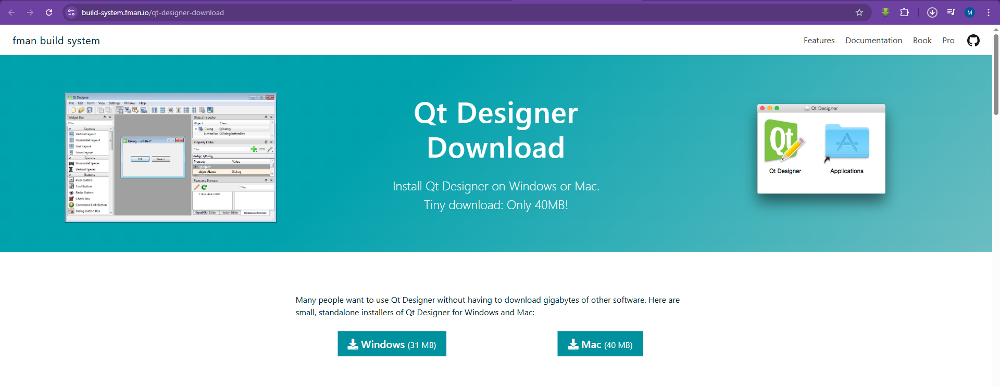 build-system.fman.io/qt-designer-download
M
fman build system
Features Documentation Book Pro
Qt Designer
File Edit Form View Settings Window Help
Widget Box
Filter
Layouts
Vertical Layout
Horizontal Layout
Grid Layout
Form Layout
Spacers
Horizontal Spacer
Vertical Spacer
Buttons
Push Button
Tool Button
Radio Button
Check Box
Command Link Button
Dialog Button Box
Dialog - untitled*
OK Cancel
Object Inspector
Object Class
Dialog QDialog
buttonBox QDialogButtonBox
Property Editor
Filter
Dialog : QDialog
Property Value
QObject
objectName Dialog
Resource Browser
Filter
<resource root>
Signal/Slot Editor Action Editor Resource Browser
Qt Designer
Download
Install Qt Designer on Windows or Mac.
Tiny download: Only 40MB!
Qt Designer
Qt
Qt Designer Applications
Many people want to use Qt Designer without having to download gigabytes of other software. Here are
small, standalone installers of Qt Designer for Windows and Mac:
Windows (31 MB)
Mac (40 MB)